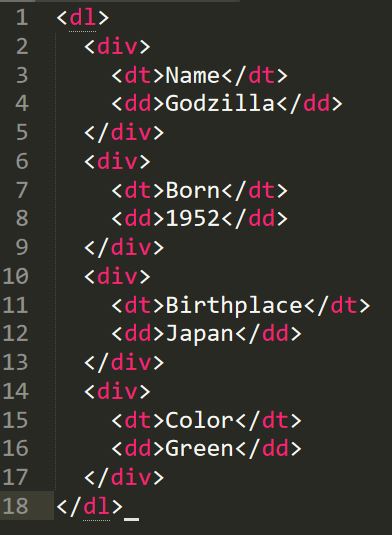 1 <dl>
2 <div>
3 <dt>Name</dt>
4 <dd>Godzilla</dd>
5 </div>
6 <div>
7 <dt>Born</dt>
8 <dd>1952</dd>
9 </div>
10 <div>
11 <dt>Birthplace</dt>
12 <dd>Japan</dd>
13 </div>
14 <div>
15 <dt>Color</dt>
16 <dd>Green</dd>
17 </div>
18 </dl>